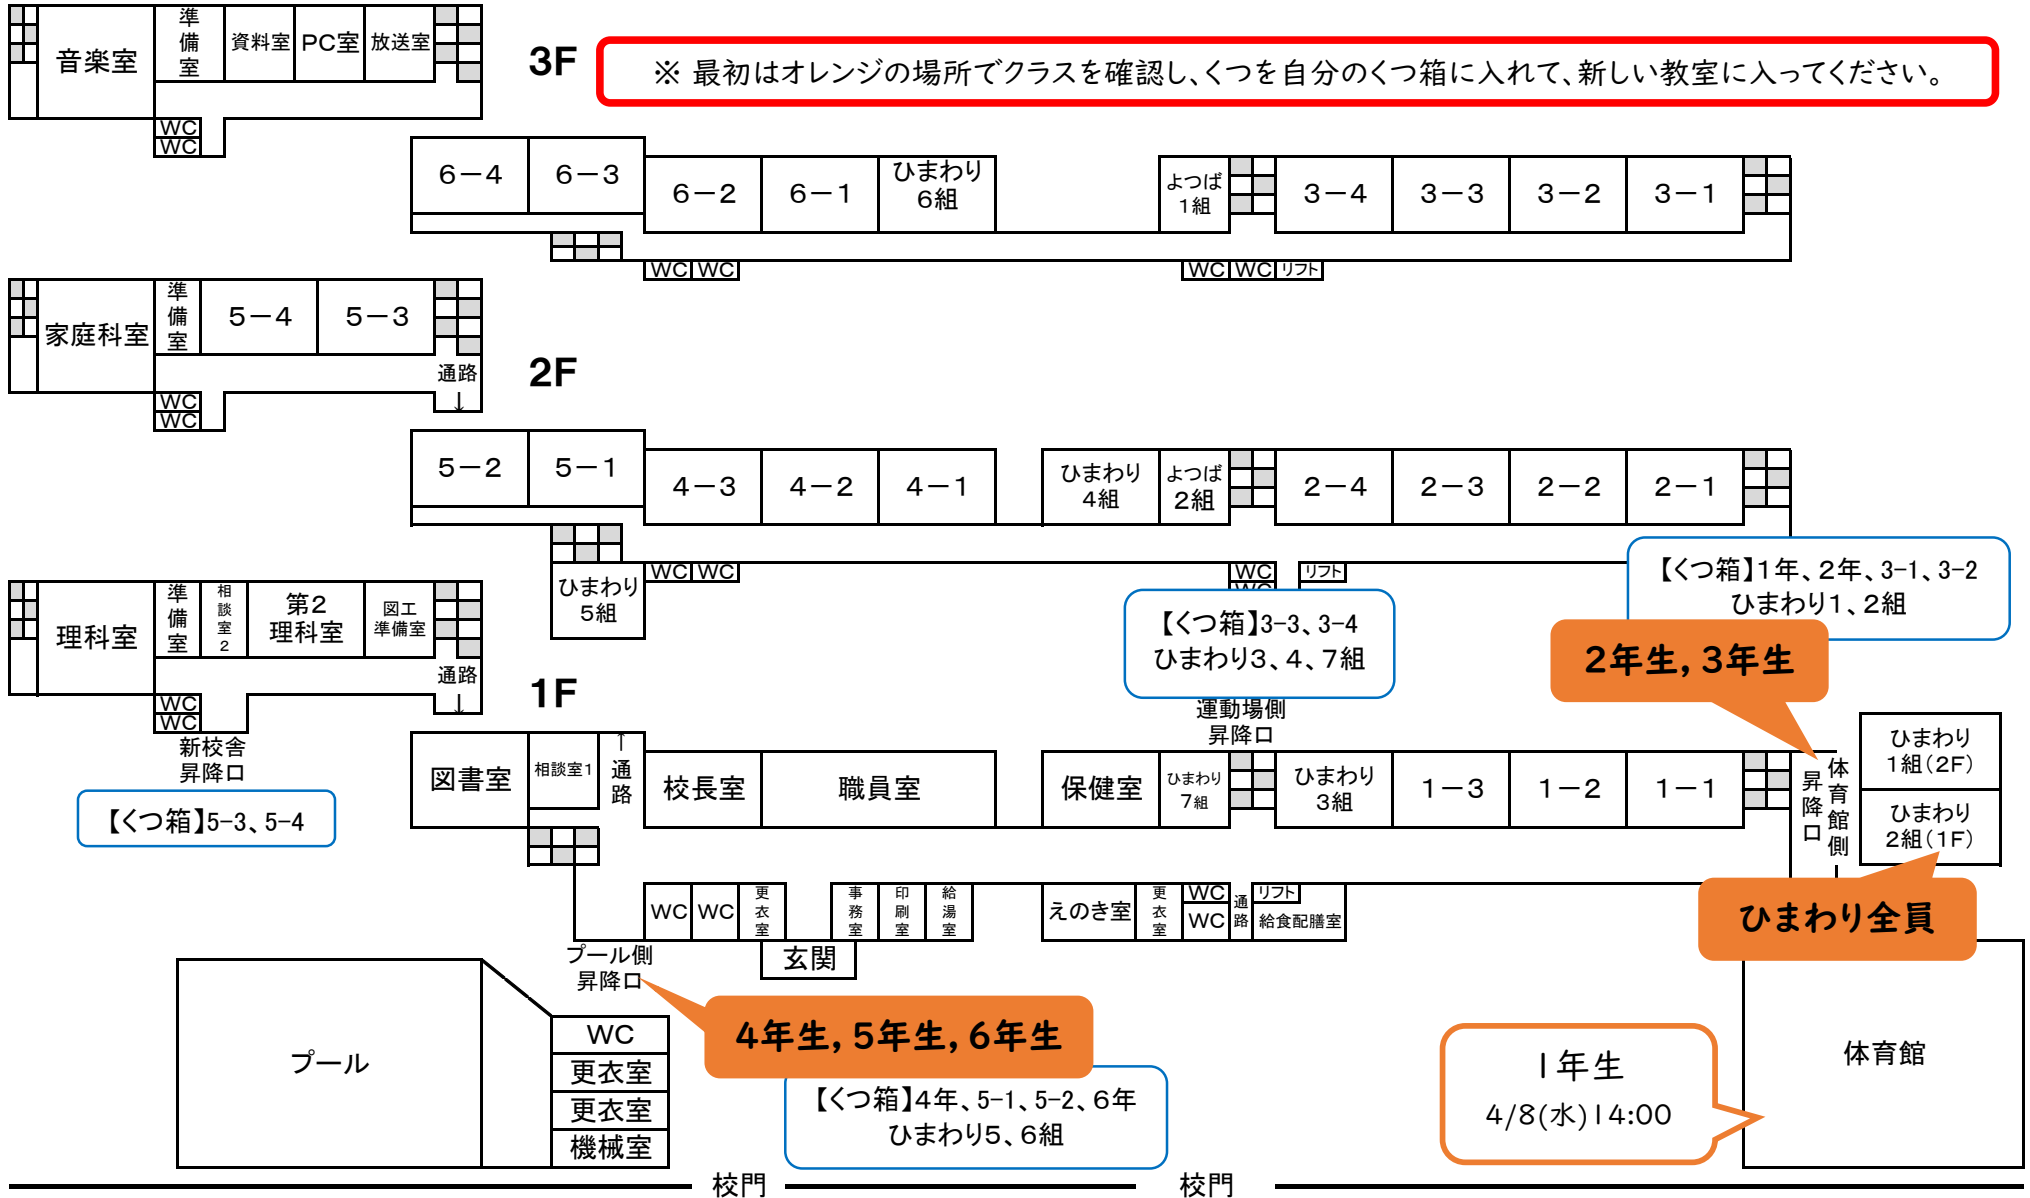 3F
※ 最初はオレンジの場所でクラスを確認し、くつを自分のくつ箱に入れて、新しい教室に入ってください。
音楽室
準備室
資料室
PC室
放送室
WC
WC
6－4
6－3
6－2
6－1
ひまわり
6組
よつば
1組
3－4
3－3
3－2
3－1
WC
WC
WC
WC
リフト
2F
家庭科室
準備室
5－4
5－3
通路
↓
WC
WC
5－2
5－1
4－3
4－2
4－1
ひまわり
4組
よつば
2組
2－4
2－3
2－2
2－1
ひまわり
5組
WC
WC
WC
リフト
【くつ箱】1年、2年、3-1、3-2
ひまわり1、2組
【くつ箱】3-3、3-4
ひまわり3、4、7組
2年生，3年生
1F
理科室
準備室
相談室2
第2
理科室
図工
準備室
通路
↓
WC
WC
新校舎
昇降口
【くつ箱】5-3、5-4
運動場側
昇降口
図書室
相談室1
↑
通路
校長室
職員室
保健室
ひまわり
7組
ひまわり
3組
1－3
1－2
1－1
体育館側
昇降口
ひまわり
1組(2F)
ひまわり
2組(1F)
ひまわり全員
WC
WC
更衣室
事務室
印刷室
給湯室
えのき室
更衣室
WC
WC
通路
リフト
給食配膳室
プール側
昇降口
玄関
4年生，5年生，6年生
【くつ箱】4年、5-1、5-2、6年
ひまわり5、6組
プール
WC
更衣室
更衣室
機械室
1年生
4/8(水)14:00
体育館
校門
校門